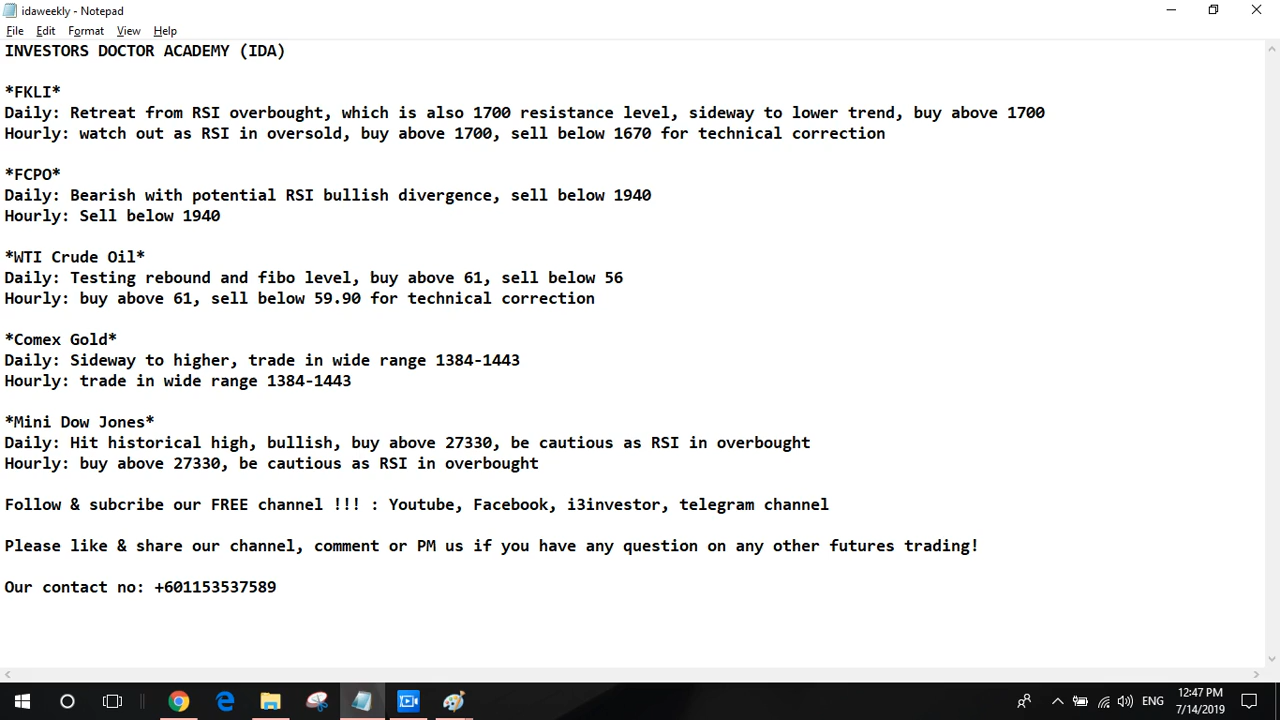 idaweekly - Notepad
File Edit Format View Help
INVESTORS DOCTOR ACADEMY (IDA)
*FKLI*
Daily: Retreat from RSI overbought, which is also 1700 resistance level, sideway to lower trend, buy above 1700
Hourly: watch out as RSI in oversold, buy above 1700, sell below 1670 for technical correction
*FCPO*
Daily: Bearish with potential RSI bullish divergence, sell below 1940
Hourly: Sell below 1940
*WTI Crude Oil*
Daily: Testing rebound and fibo level, buy above 61, sell below 56
Hourly: buy above 61, sell below 59.90 for technical correction
*Comex Gold*
Daily: Sideway to higher, trade in wide range 1384-1443
Hourly: trade in wide range 1384-1443
*Mini Dow Jones*
Daily: Hit historical high, bullish, buy above 27330, be cautious as RSI in overbought
Hourly: buy above 27330, be cautious as RSI in overbought
Follow & subcribe our FREE channel !!! : Youtube, Facebook, i3investor, telegram channel
Please like & share our channel, comment or PM us if you have any question on any other futures trading!
Our contact no: +601153537589
ENG
12:47 PM
7/14/2019